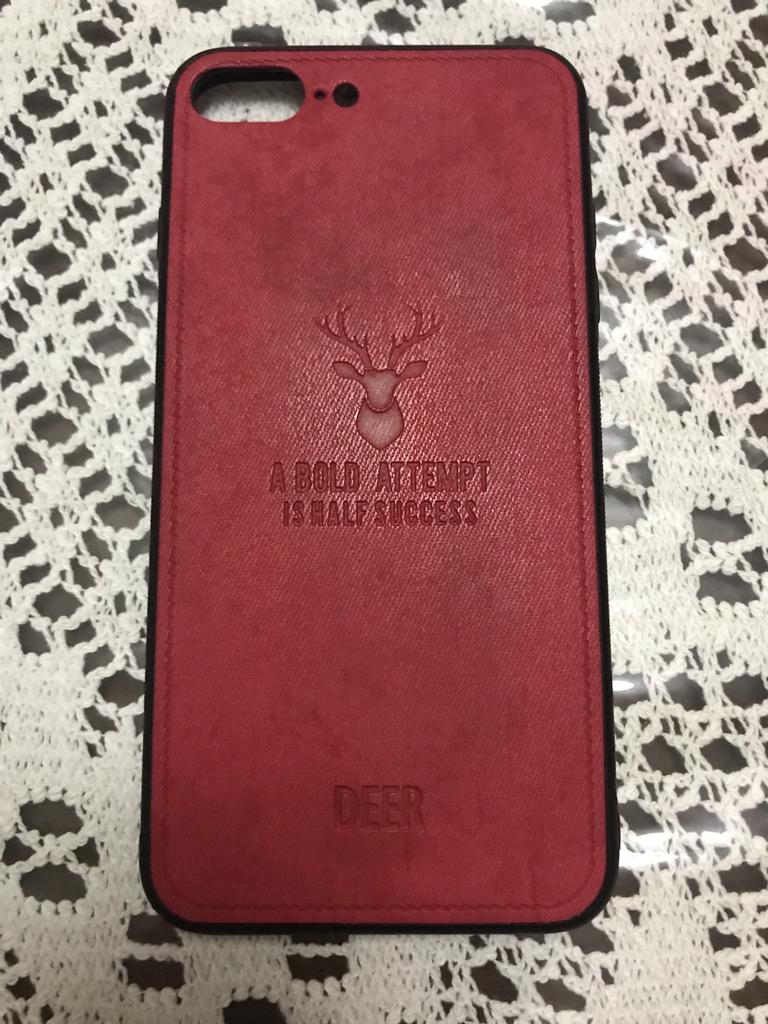 A BOLD ATTEMPT
IS HALF SUCCESS
DEER